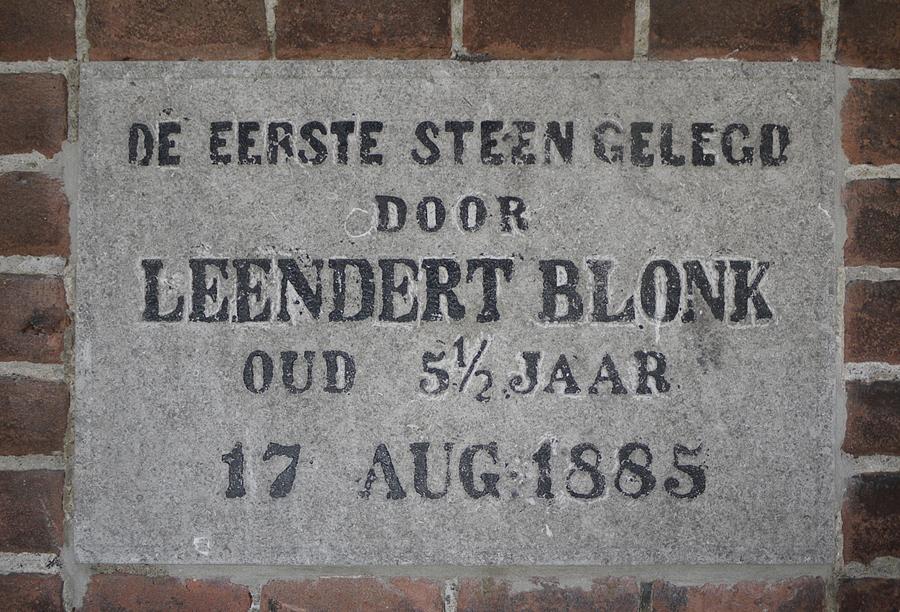 DE EERSTE STEEN GELEGD
DOOR
LEENDERT BLONK
OUD 5½ JAAR
17 AUG. 1885